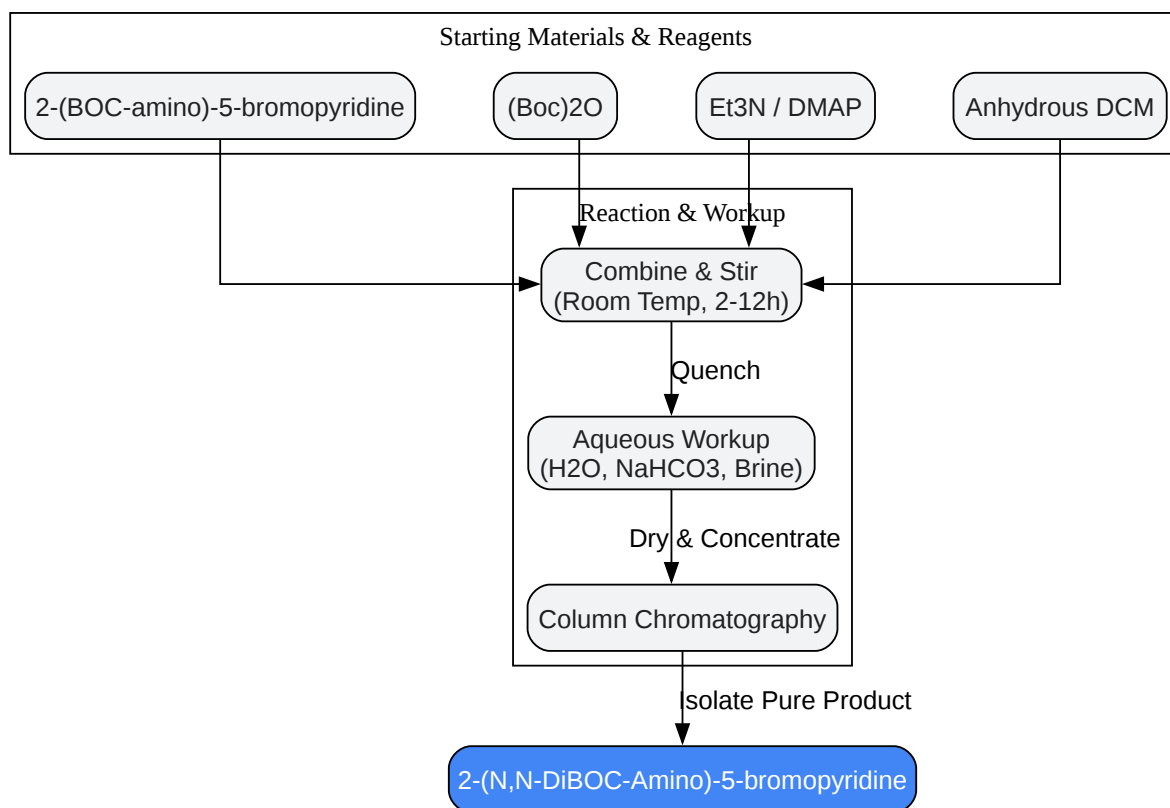 Starting Materials & Reagents
2-(BOC-amino)-5-bromopyridine
(Boc)2O
Et3N / DMAP
Anhydrous DCM
Reaction & Workup
Combine & Stir
(Room Temp, 2-12h)
Quench
Aqueous Workup
(H2O, NaHCO3, Brine)
Dry & Concentrate
Column Chromatography
Isolate Pure Product
2-(N,N-DiBOC-Amino)-5-bromopyridine